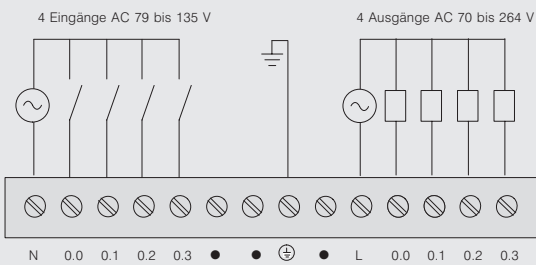 4 Eingänge AC 79 bis 135 V
4 Ausgänge AC 70 bis 264 V
N 0.0 0.1 0.2 0.3 ● ● ● L 0.0 0.1 0.2 0.3